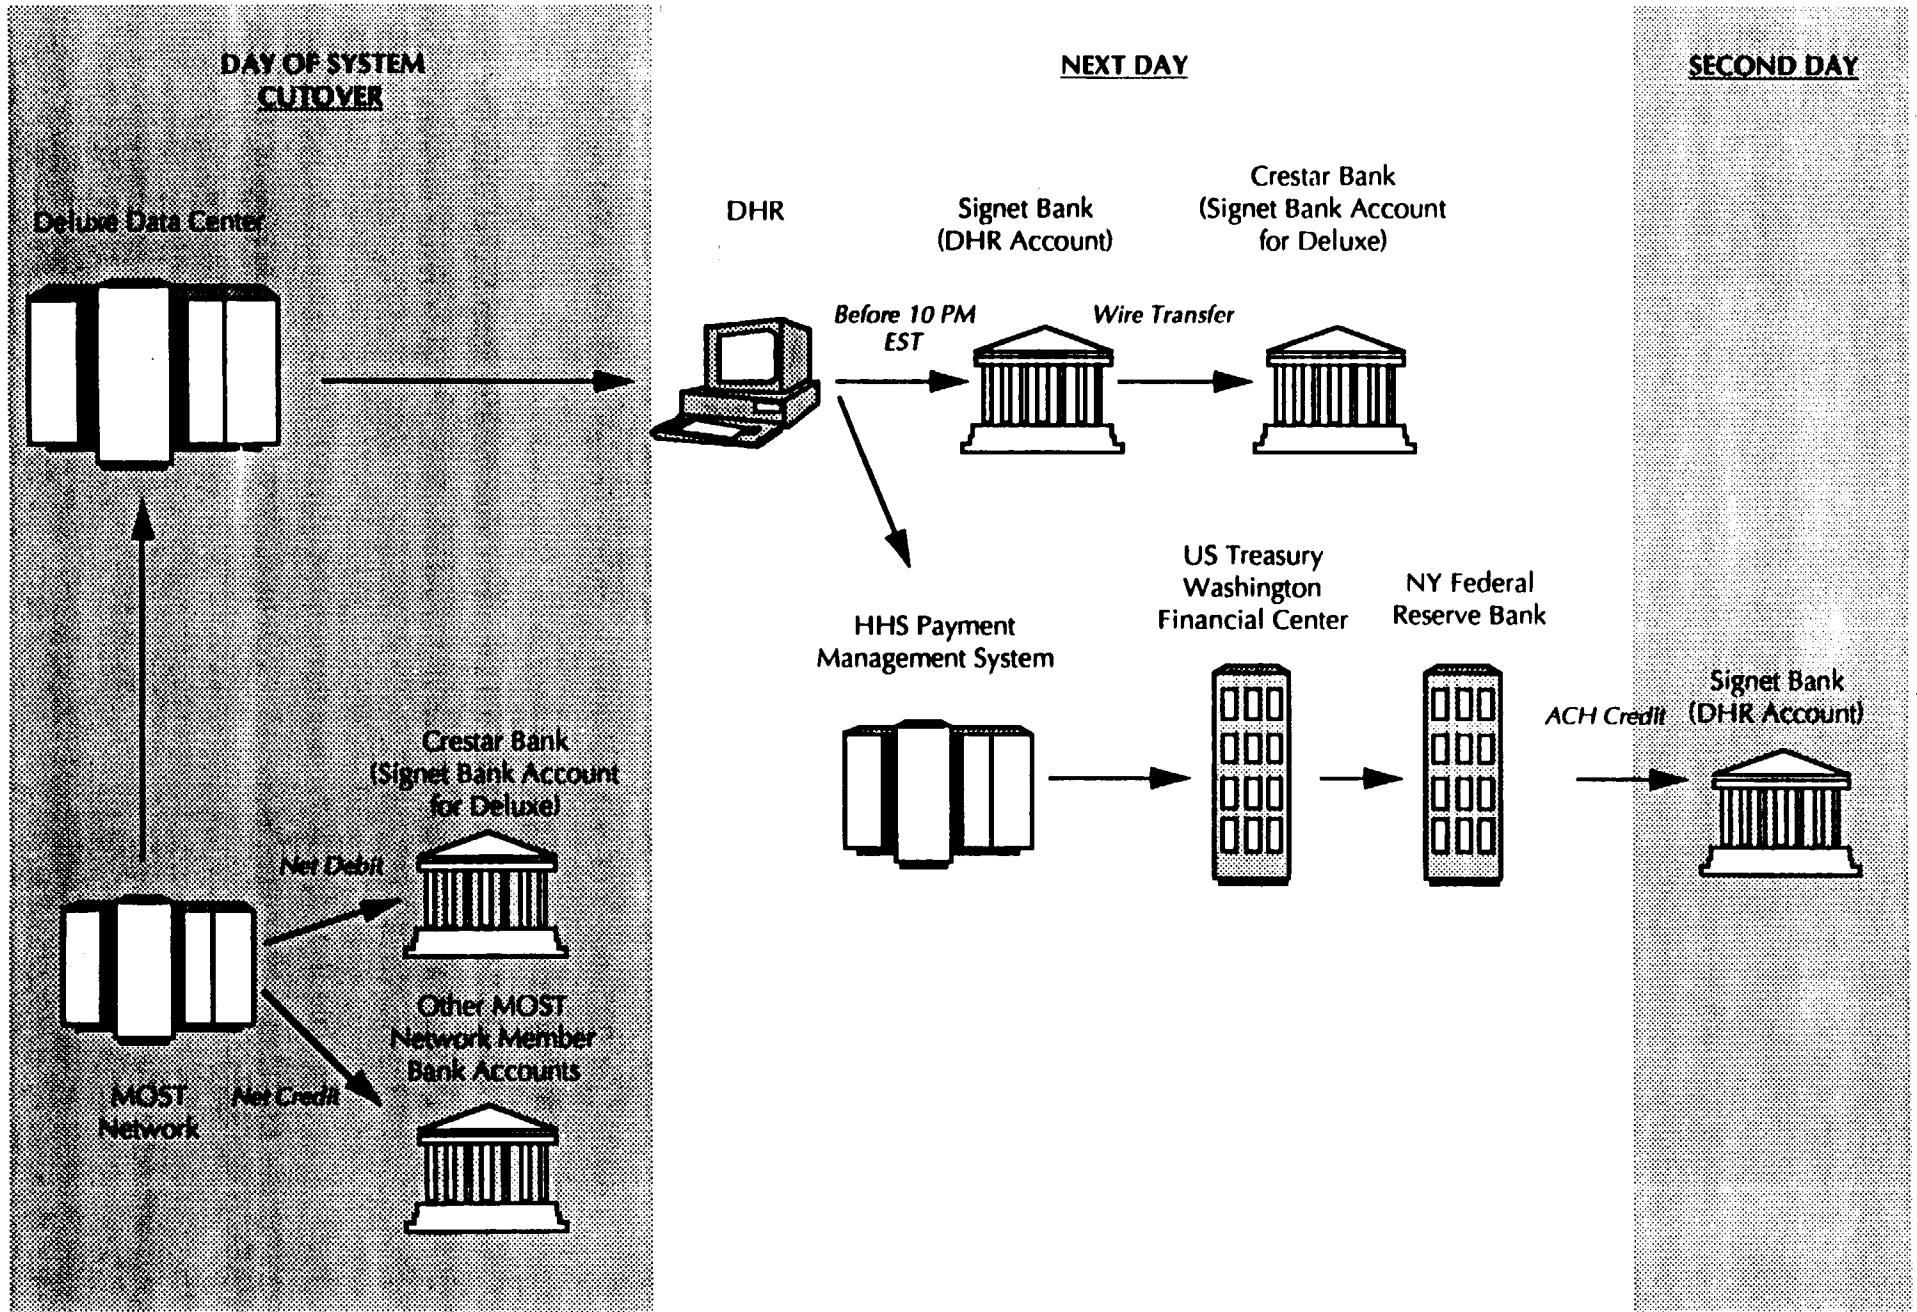 DAY OF SYSTEM
CUTOVER
NEXT DAY
SECOND DAY
Deluxe Data Center
DHR
Signet Bank
(DHR Account)
Crestar Bank
(Signet Bank Account
for Deluxe)
Before 10 PM
EST
Wire Transfer
HHS Payment
Management System
US Treasury
Washington
Financial Center
NY Federal
Reserve Bank
ACH Credit
Signet Bank
(DHR Account)
Crestar Bank
(Signet Bank Account
for Deluxe)
Net Debit
Other MOST
Network Member
Bank Accounts
MOST
Network
Net Credit